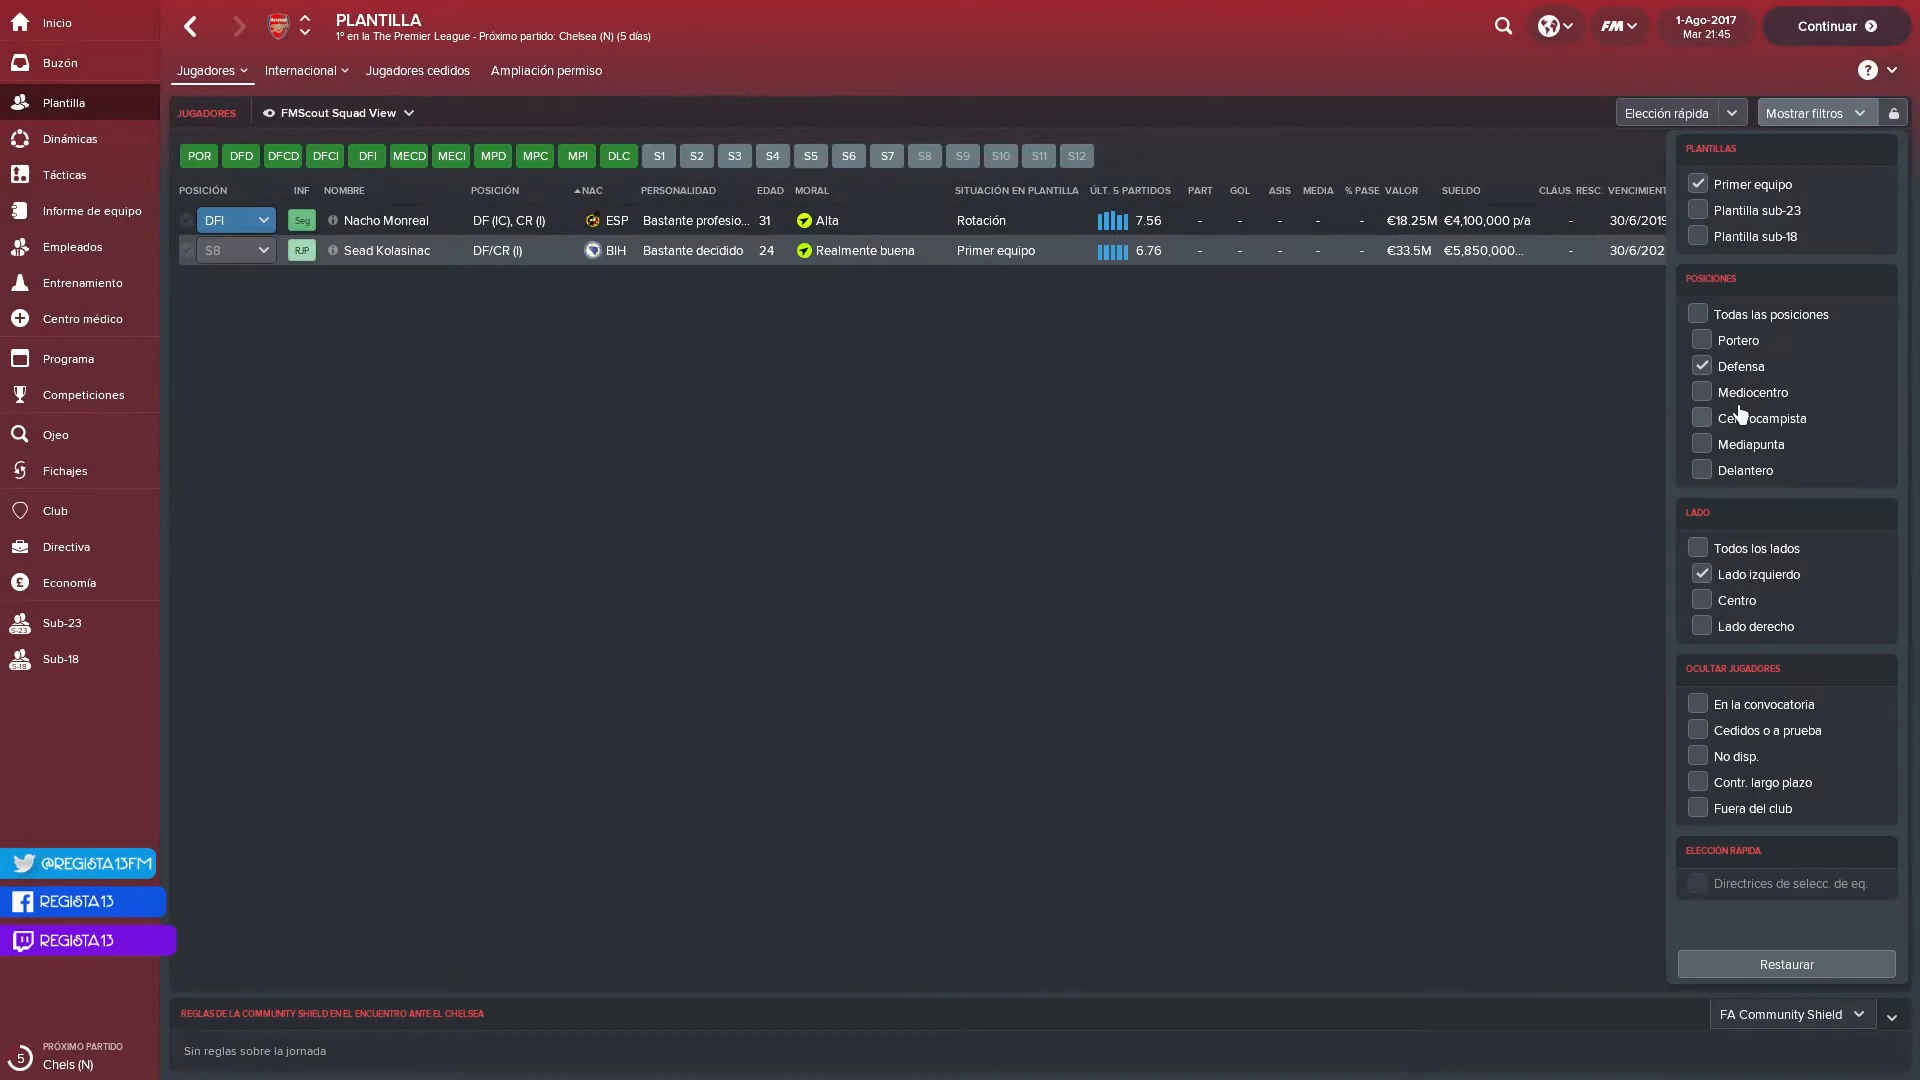 Inicio
Buzón
Plantilla
Dinámicas
Tácticas
Informe de equipo
Empleados
Entrenamiento
Centro médico
Programa
Competiciones
Ojeo
Fichajes
Club
Directiva
Economía
Sub-23
Sub-18
@REGISTA13FM
REGISTA13
REGISTA13
5
PRÓXIMO PARTIDO
Chels (N)
PLANTILLA
1º en la The Premier League - Próximo partido: Chelsea (N) (5 días)
FM
1-Ago-2017
Mar 21:45
Continuar
Jugadores Internacional Jugadores cedidos Ampliación permiso
JUGADORES FMScout Squad View Elección rápida Mostrar filtros
POR DFD DFCD DFCI DFI MECD MECI MPD MPC MPI DLC S1 S2 S3 S4 S5 S6 S7 S8 S9 S10 S11 S12
POSICIÓN INF NOMBRE POSICIÓN NAC PERSONALIDAD EDAD MORAL SITUACIÓN EN PLANTILLA ÚLT. 5 PARTIDOS PART GOL ASIS MEDIA % PASE VALOR SUELDO CLÁUS. RESC. VENCIMIENT
DFI Seg Nacho Monreal DF (IC), CR (I) ESP Bastante profesio... 31 Alta Rotación 7.56 - - - - - €18.25M €4,100,000 p/a - 30/6/2019
S8 RJP Sead Kolasinac DF/CR (I) BIH Bastante decidido 24 Realmente buena Primer equipo 6.76 - - - - - €33.5M €5,850,000... - 30/6/202
PLANTILLAS
Primer equipo
Plantilla sub-23
Plantilla sub-18
POSICIONES
Todas las posiciones
Portero
Defensa
Mediocentro
Ce ocampista
Mediapunta
Delantero
LADO
Todos los lados
Lado izquierdo
Centro
Lado derecho
OCULTAR JUGADORES
En la convocatoria
Cedidos o a prueba
No disp.
Contr. largo plazo
Fuera del club
ELECCIÓN RÁPIDA
Directrices de selecc. de eq.
Restaurar
REGLAS DE LA COMMUNITY SHIELD EN EL ENCUENTRO ANTE EL CHELSEA
FA Community Shield
Sin reglas sobre la jornada